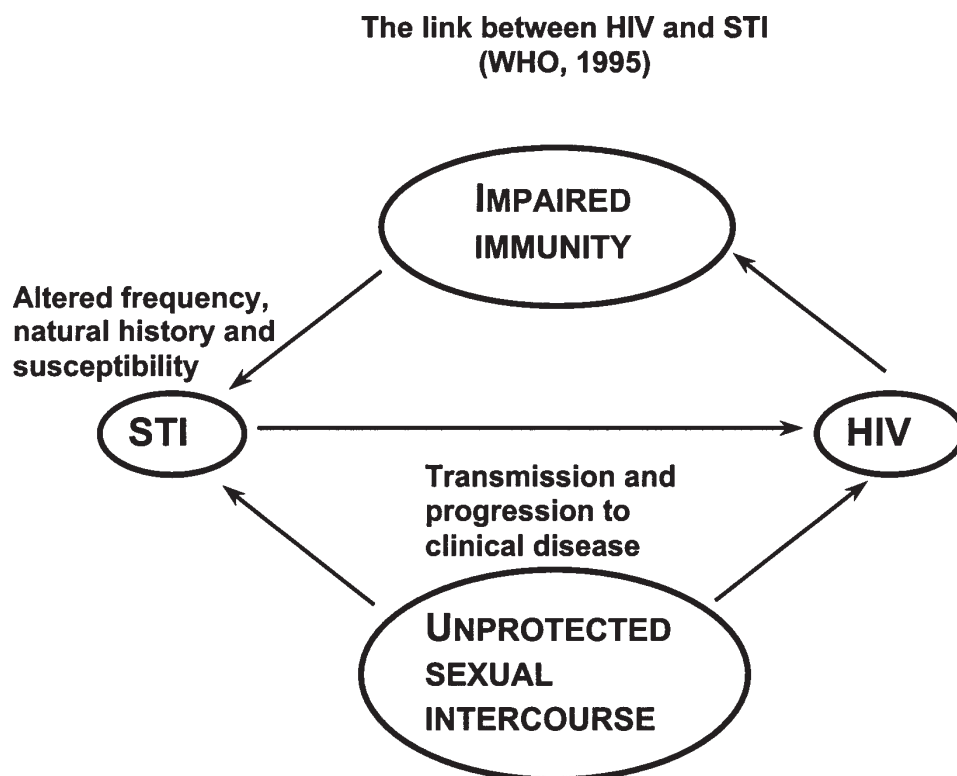 The link between HIV and STI
(WHO, 1995)
IMPAIRED
IMMUNITY
Altered frequency,
natural history and
susceptibility
STI
HIV
Transmission and
progression to
clinical disease
UNPROTECTED
SEXUAL
INTERCOURSE